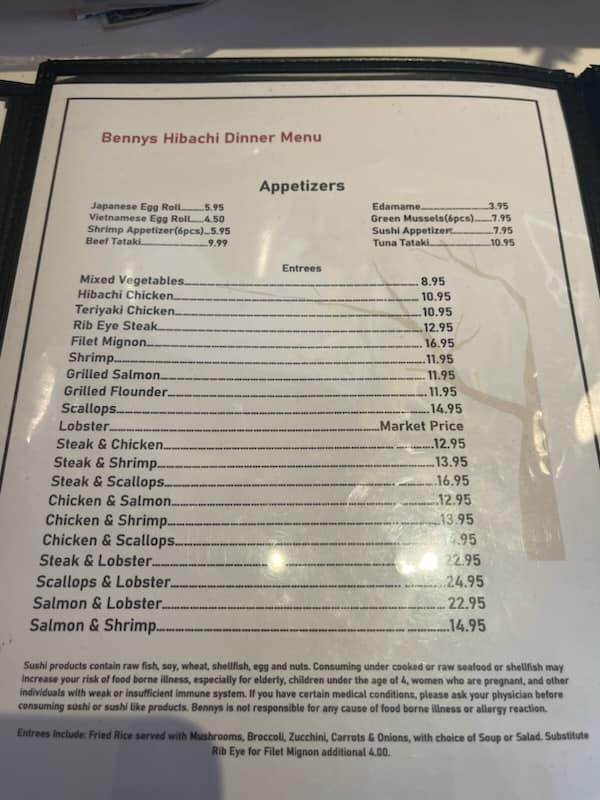 Bennys Hibachi Dinner Menu
Appetizers
Japanese Egg Roll........5.95
Vietnamese Egg Roll.....4.50
Shrimp Appetizer(6pcs)...5.95
Beef Tataki....................9.99
Edamame.......................3.95
Green Mussels(6pcs)......7.95
Sushi Appetizer..............7.95
Tuna Tataki....................10.95
Entrees
Mixed Vegetables........................ 8.95
Hibachi Chicken........................ 10.95
Teriyaki Chicken........................ 10.95
Rib Eye Steak........................12.95
Filet Mignon........................ 16.95
Shrimp........................11.95
Grilled Salmon........................ 11.95
Grilled Flounder........................ 11.95
Scallops........................14.95
Lobster........................Market Price
Steak & Chicken........................12.95
Steak & Shrimp........................13.95
Steak & Scallops........................16.95
Chicken & Salmon........................12.95
Chicken & Shrimp........................13.95
Chicken & Scallops........................
Steak & Lobster........................22.95
Scallops & Lobster........................24.95
Salmon & Lobster........................ 22.95
Salmon & Shrimp........................14.95
Sushi products contain raw fish, soy, wheat, shellfish, egg and nuts. Consuming under cooked or raw seafood or shellfish may
increase your risk of food borne illness, especially for elderly, children under the age of 4, women who are pregnant, and other
individuals with weak or insufficient immune system. If you have certain medical conditions, please ask your physician before
consuming sushi or sushi like products. Bennys is not responsible for any cause of food borne illness or allergy reaction.
Entrees Include: Fried Rice served with Mushrooms, Broccoli, Zucchini, Carrots & Onions, with choice of Soup or Salad. Substitute
Rib Eye for Filet Mignon additional 4.00.